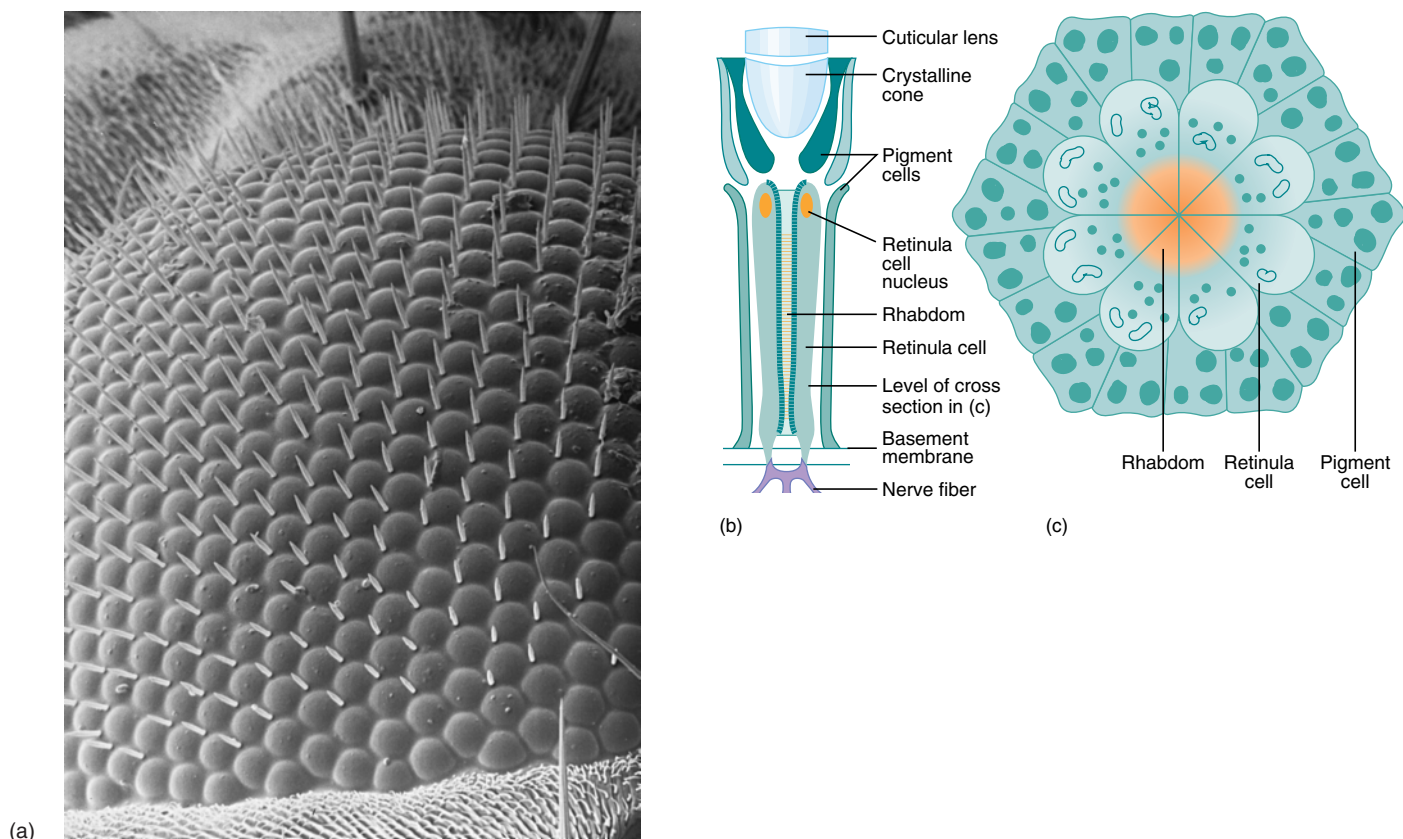 Cuticular lens
Crystalline
cone
Pigment
cells
Retinula
cell
nucleus
Rhabdom
Retinula cell
Level of cross
section in (c)
Basement
membrane
Nerve fiber
Rhabdom
Retinula
cell
Pigment
cell
(a)
(b)
(c)